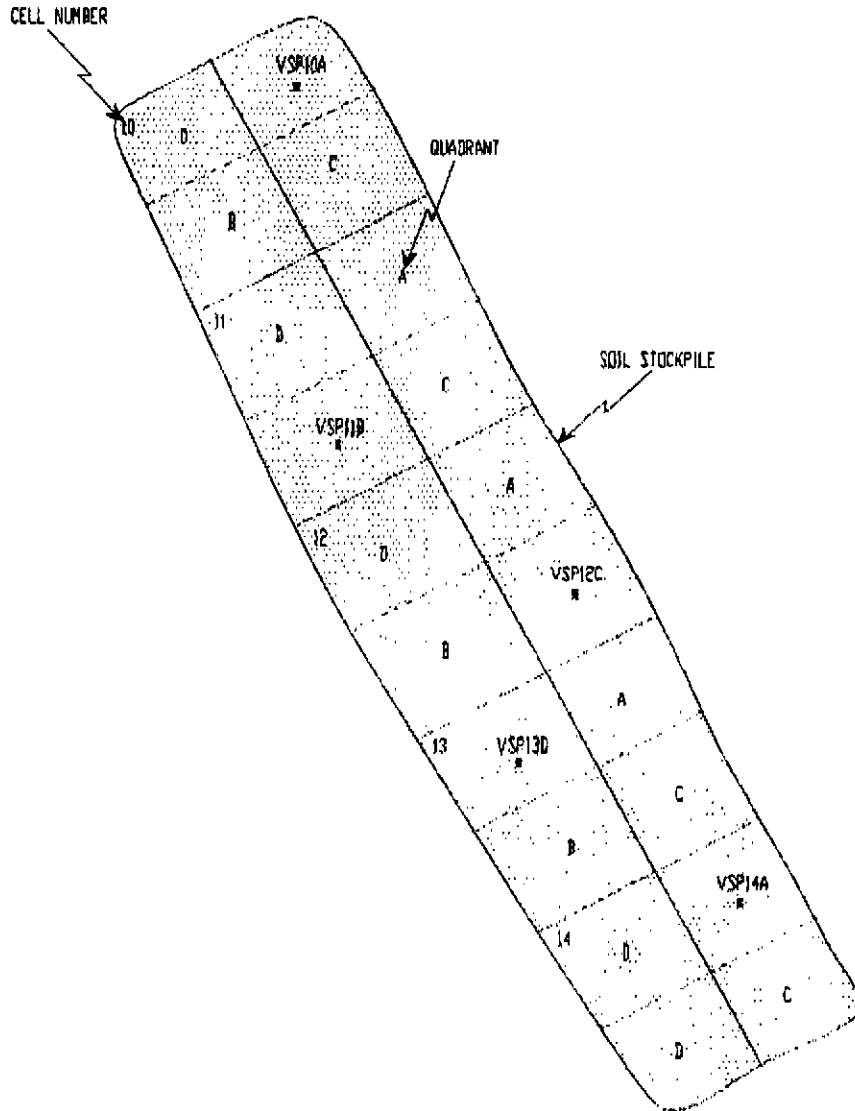 CELL NUMBER
VSP10A
10
D
C
QUADRANT
B
A
11
D
SOIL STOCKPILE
C
VSP11B
A
12
D
VSP12C
B
A
13
VSP13D
C
B
VSP14A
14
D
C
D